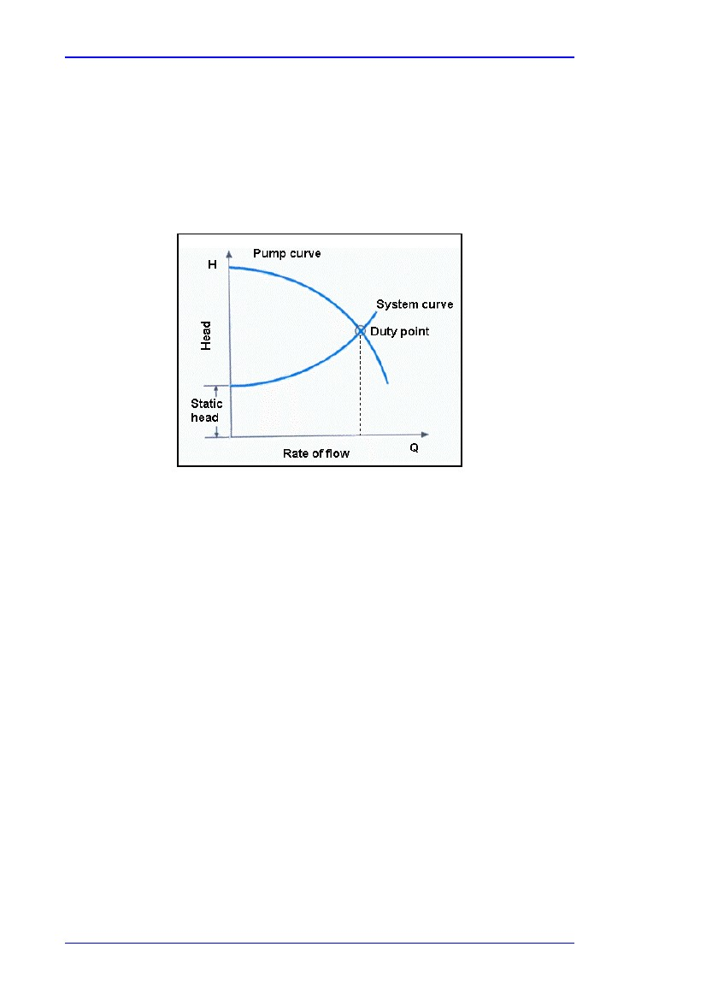 Pump curve
H
System curve
Duty point
Head
Static
head
Rate of flow
Q